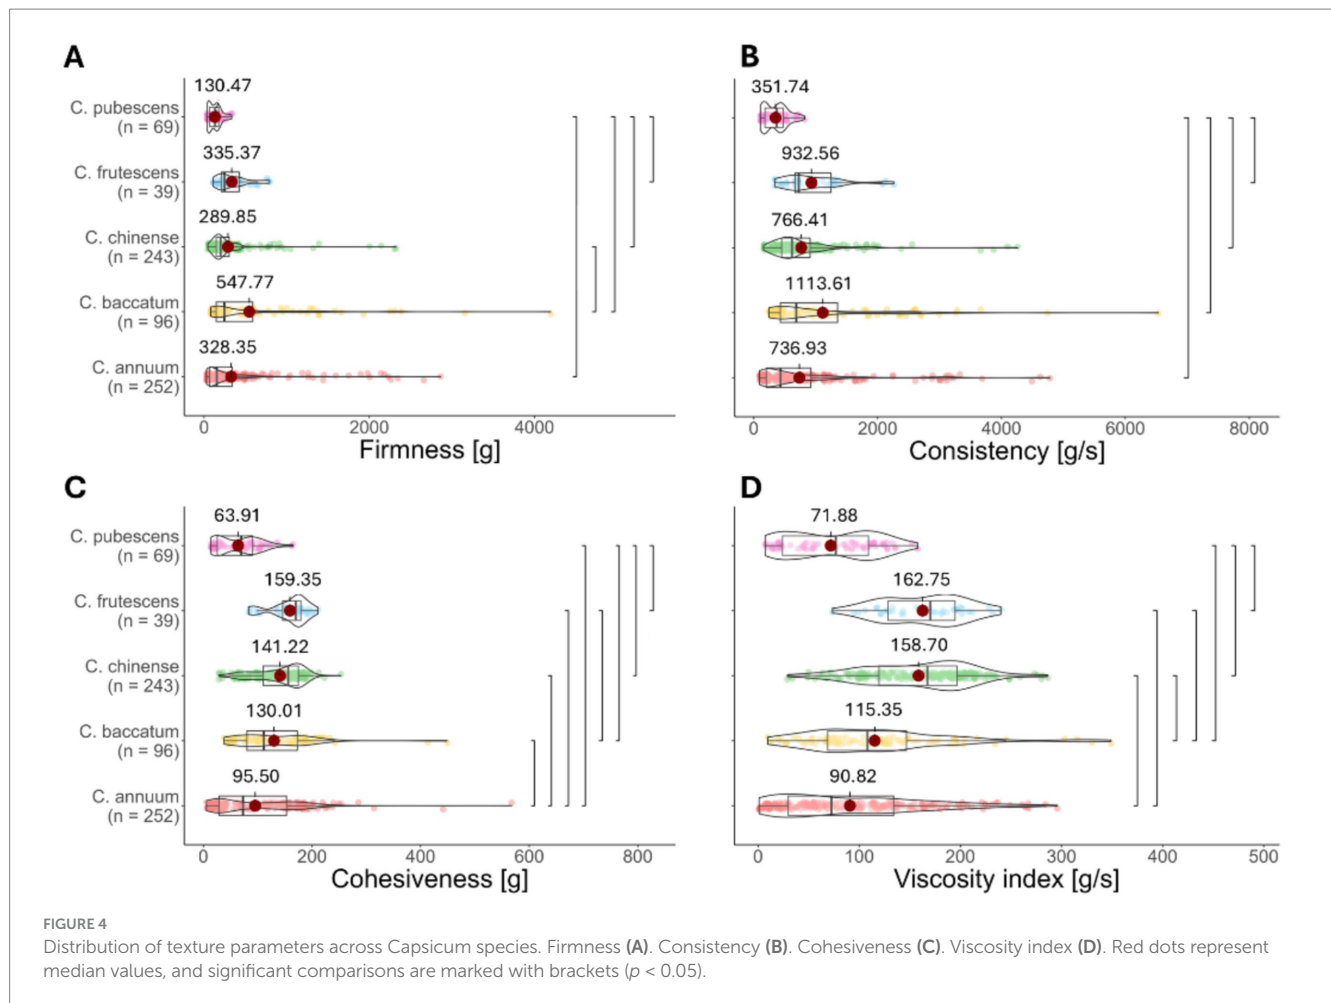 A
130.47
C. pubescens
(n = 69)
335.37
C. frutescens
(n = 39)
289.85
C. chinense
(n = 243)
547.77
C. baccatum
(n = 96)
328.35
C. annuum
(n = 252)
0 2000 4000
Firmness [g]
B
351.74
932.56
766.41
1113.61
736.93
0 2000 4000 6000 8000
Consistency [g/s]
C
63.91
C. pubescens
(n = 69)
159.35
C. frutescens
(n = 39)
141.22
C. chinense
(n = 243)
130.01
C. baccatum
(n = 96)
95.50
C. annuum
(n = 252)
0 200 400 600 800
Cohesiveness [g]
D
71.88
162.75
158.70
115.35
90.82
0 100 200 300 400 500
Viscosity index [g/s]
FIGURE 4
Distribution of texture parameters across Capsicum species. Firmness (A). Consistency (B). Cohesiveness (C). Viscosity index (D). Red dots represent
median values, and significant comparisons are marked with brackets (p < 0.05).